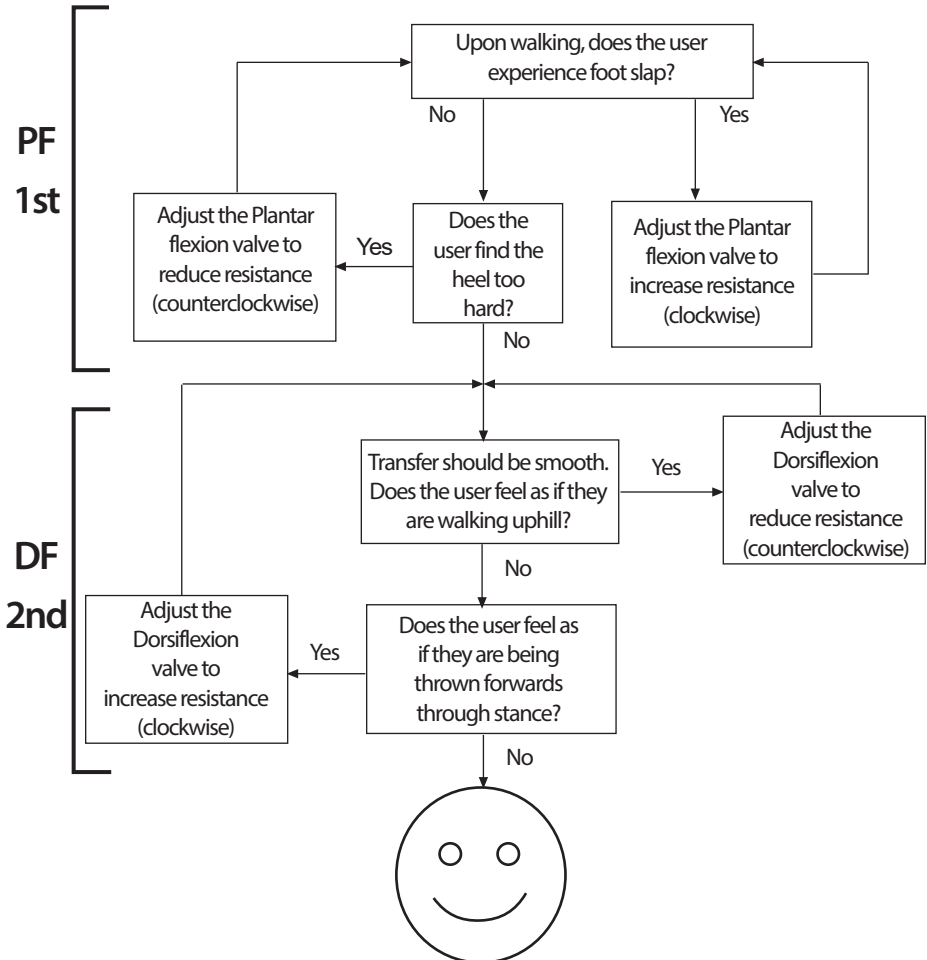 PF
1st
Upon walking, does the user
experience foot slap?
No
Yes
Adjust the Plantar
flexion valve to
reduce resistance
(counterclockwise)
Yes
Does the
user find the
heel too
hard?
Adjust the Plantar
flexion valve to
increase resistance
(clockwise)
No
DF
2nd
Transfer should be smooth.
Does the user feel as if they
are walking uphill?
Yes
Adjust the
Dorsiflexion
valve to
reduce resistance
(counterclockwise)
No
Adjust the
Dorsiflexion
valve to
increase resistance
(clockwise)
Yes
Does the user feel as
if they are being
thrown forwards
through stance?
No